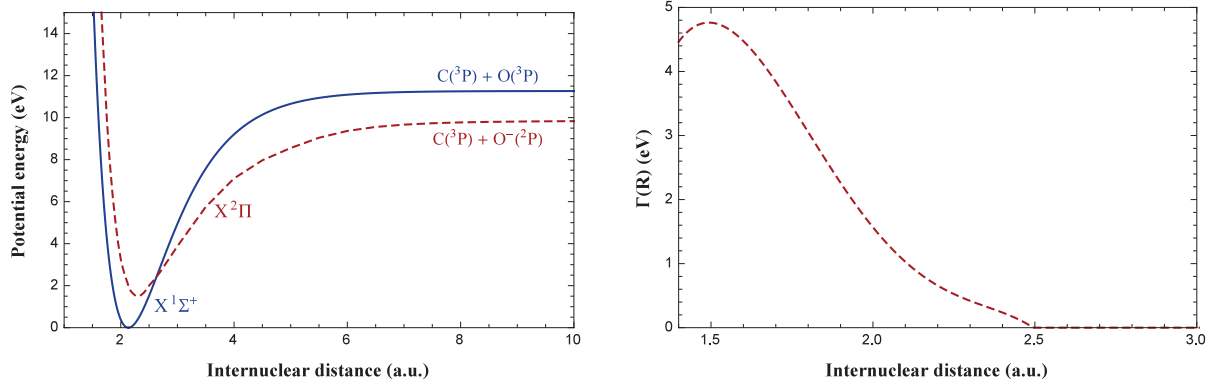 Potential energy (eV)
14
12
10
8
6
4
2
0
C(³P) + O(³P)
C(³P) + O⁻(²P)
X²Π
X¹Σ⁺
2
4
6
8
10
Internuclear distance (a.u.)
Γ(R) (eV)
5
4
3
2
1
0
1.5
2.0
2.5
3.0
Internuclear distance (a.u.)